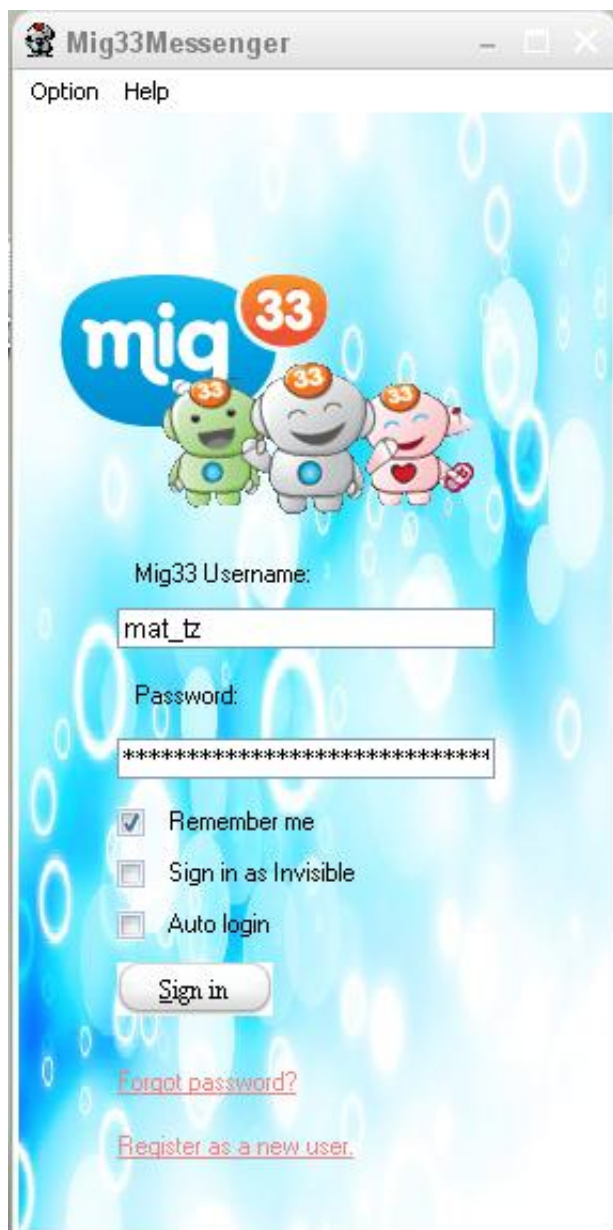 Mig33Messenger
Option Help
mig 33
33 33 33
Mig33 Username:
mat_tz
Password:
*****************************
Remember me
Sign in as Invisible
Auto login
Sign in
Forgot password?
Register as a new user.